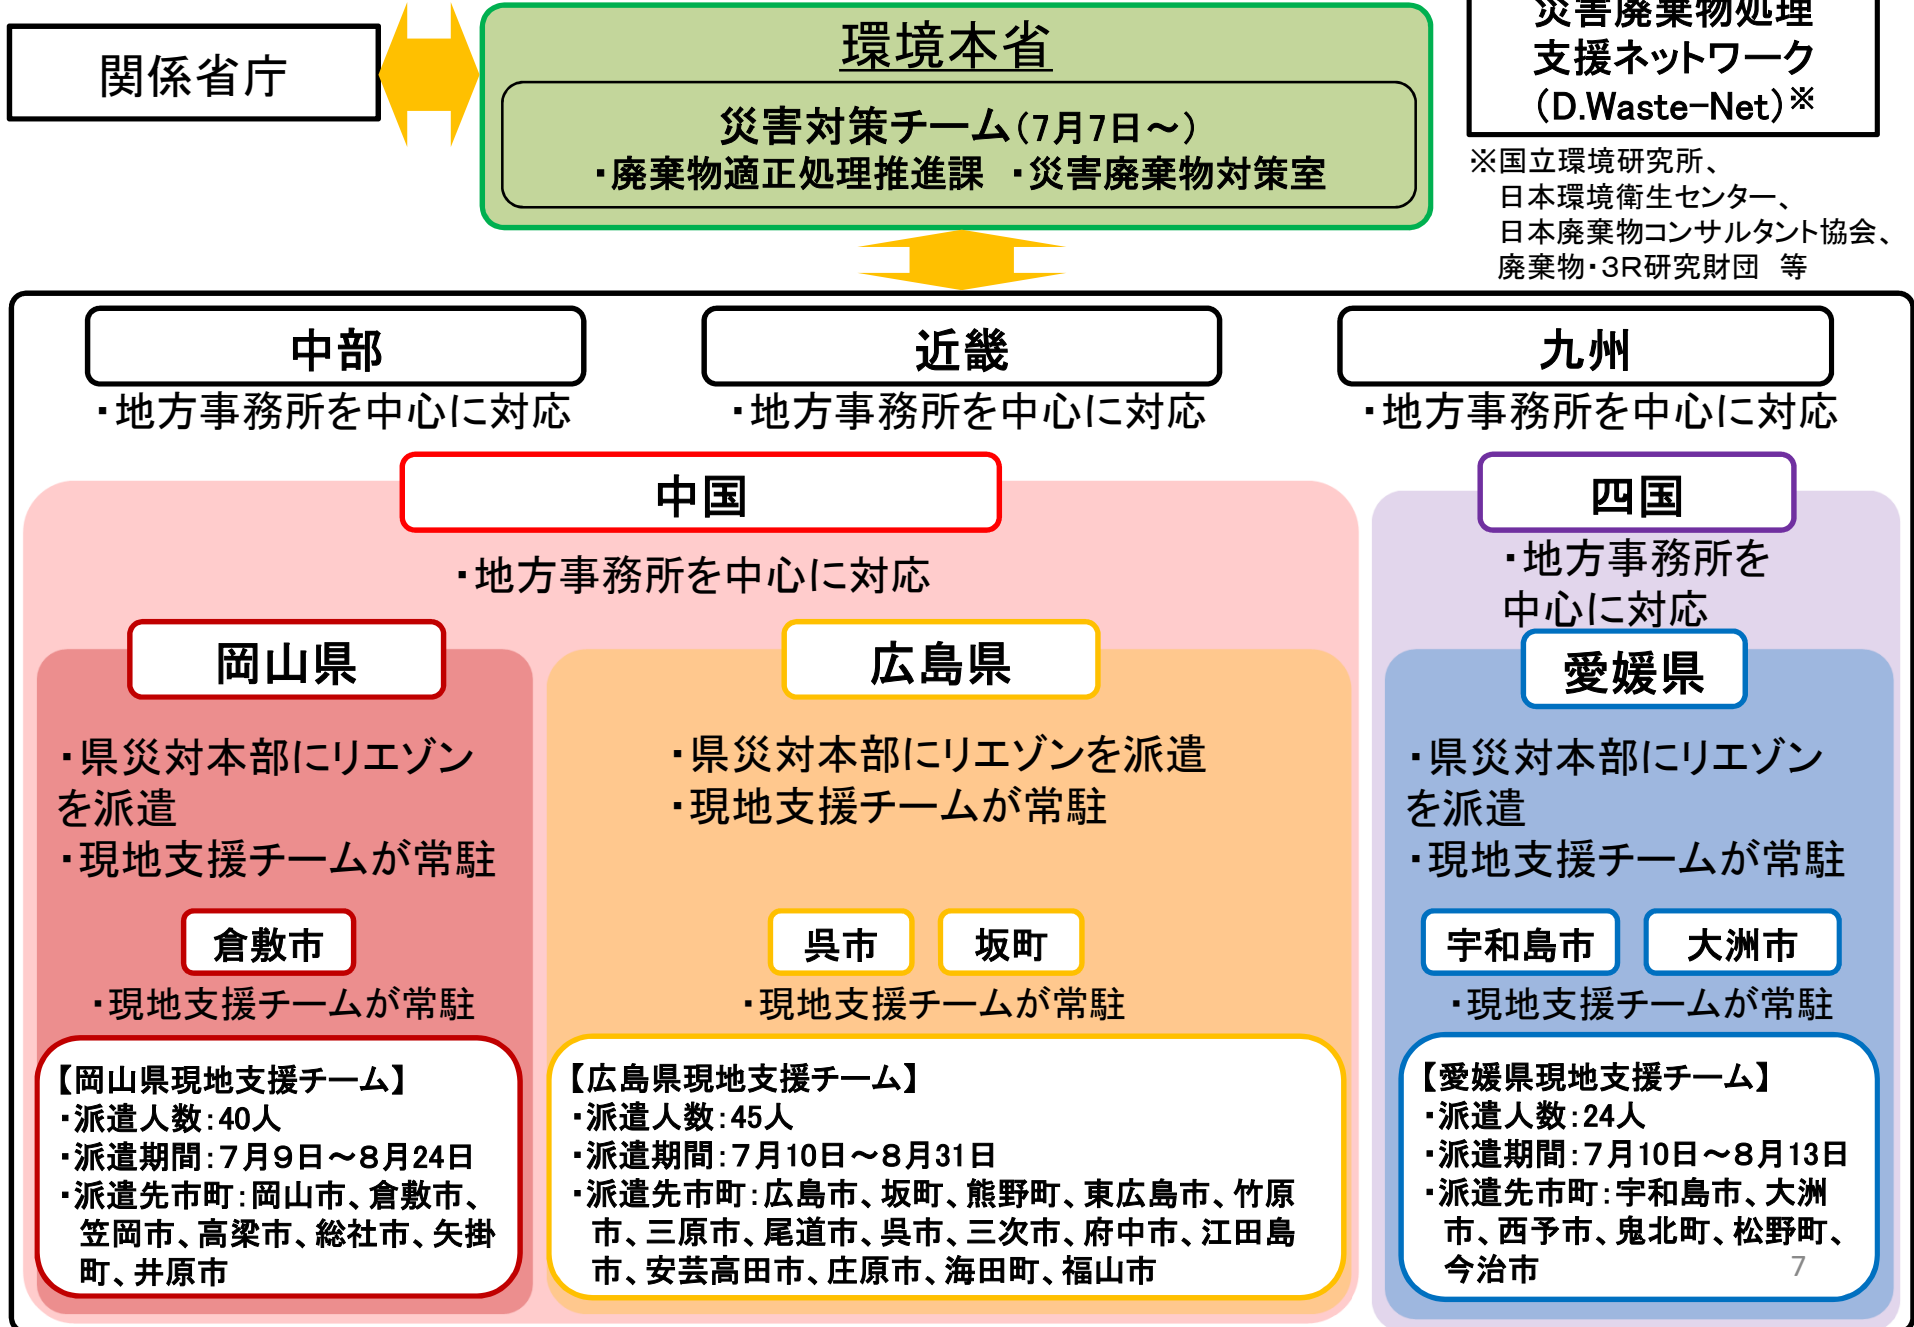 関係省庁
環境本省
災害対策チーム（7月7日～）
・廃棄物適正処理推進課　・災害廃棄物対策室
災害廃棄物処理
支援ネットワーク
（D.Waste−Net）※
※国立環境研究所、
日本環境衛生センター、
日本廃棄物コンサルタント協会、
廃棄物・3R研究財団　等
中部
・地方事務所を中心に対応
近畿
・地方事務所を中心に対応
九州
・地方事務所を中心に対応
中国
・地方事務所を中心に対応
岡山県
・県災対本部にリエゾン
を派遣
・現地支援チームが常駐
倉敷市
・現地支援チームが常駐
【岡山県現地支援チーム】
・派遣人数：40人
・派遣期間：７月９日～８月24日
・派遣先市町：岡山市、倉敷市、
笠岡市、高梁市、総社市、矢掛
町、井原市
広島県
・県災対本部にリエゾンを派遣
・現地支援チームが常駐
呉市　坂町
・現地支援チームが常駐
【広島県現地支援チーム】
・派遣人数：45人
・派遣期間：７月10日～８月31日
・派遣先市町：広島市、坂町、熊野町、東広島市、竹原
市、三原市、尾道市、呉市、三次市、府中市、江田島
市、安芸高田市、庄原市、海田町、福山市
四国
・地方事務所を
中心に対応
愛媛県
・県災対本部にリエゾン
を派遣
・現地支援チームが常駐
宇和島市　大洲市
・現地支援チームが常駐
【愛媛県現地支援チーム】
・派遣人数：24人
・派遣期間：７月10日～８月13日
・派遣先市町：宇和島市、大洲
市、西予市、鬼北町、松野町、
今治市
7